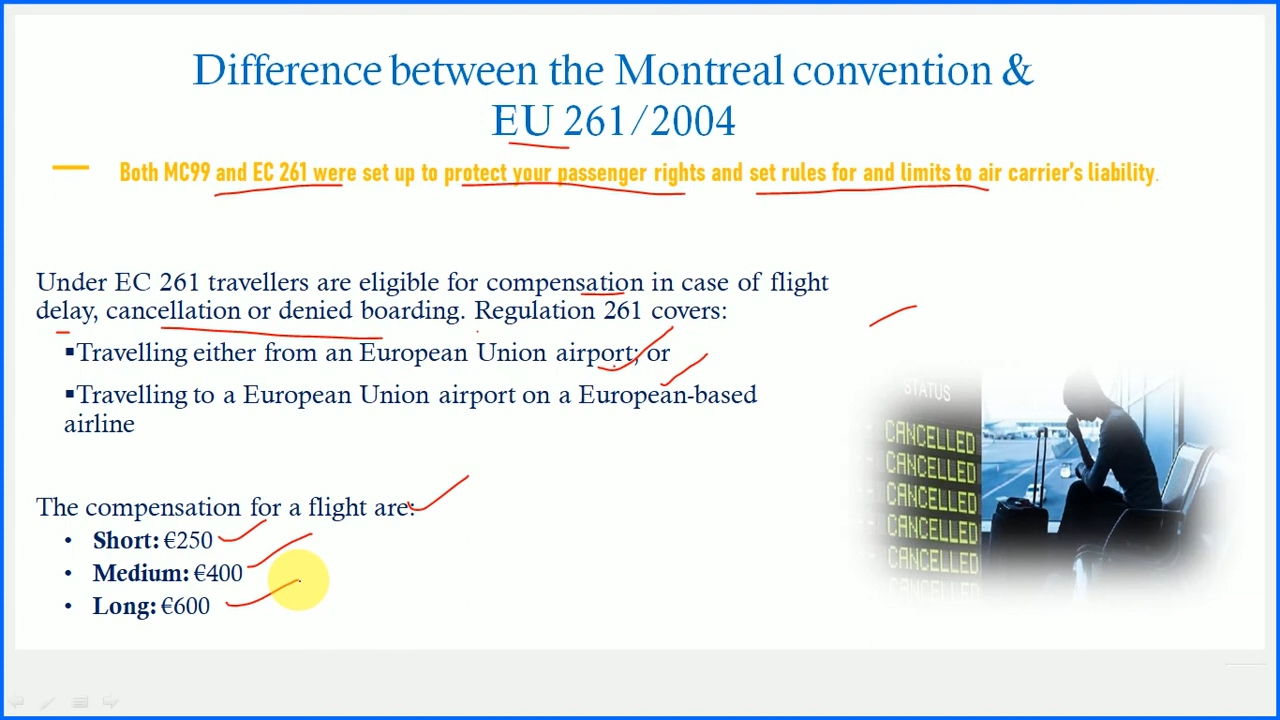 Difference between the Montreal convention &
EU 261/2004
Both MC99 and EC 261 were set up to protect your passenger rights and set rules for and limits to air carrier's liability.
Under EC 261 travellers are eligible for compensation in case of flight
delay, cancellation or denied boarding. Regulation 261 covers:
▪Travelling either from an European Union airport; or
▪Travelling to a European Union airport on a European-based
airline
The compensation for a flight are:
• Short: €250
• Medium: €400
• Long: €600
STATUS
CANCELLED
CANCELLED
CANCELLED
CANCELLED
CANCELLED
CANCELLED